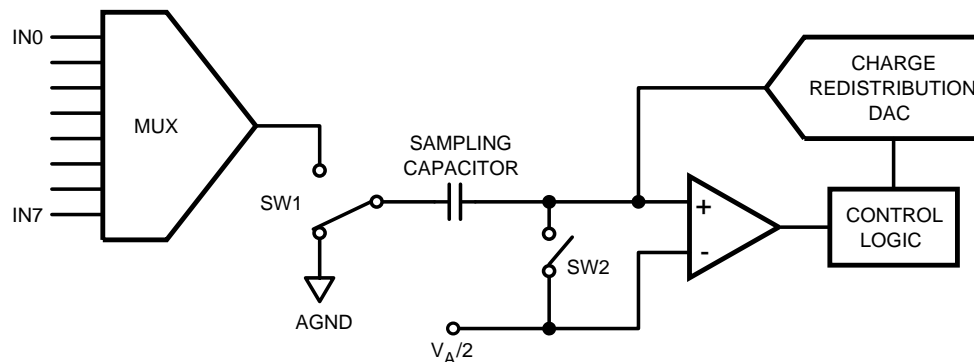 IN0
MUX
IN7
SW1
AGND
SAMPLING
CAPACITOR
SW2
V_A/2
+
-
CHARGE
REDISTRIBUTION
DAC
CONTROL
LOGIC